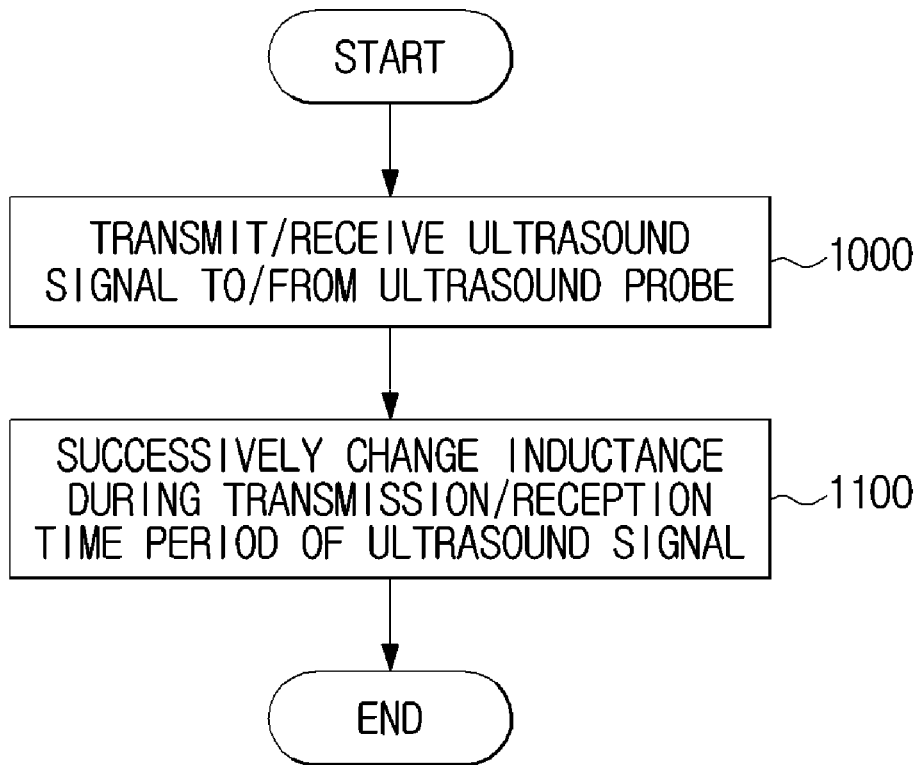 START
TRANSMIT/RECEIVE ULTRASOUND
SIGNAL TO/FROM ULTRASOUND PROBE
1000
SUCCESSIVELY CHANGE INDUCTANCE
DURING TRANSMISSION/RECEPTION
TIME PERIOD OF ULTRASOUND SIGNAL
1100
END